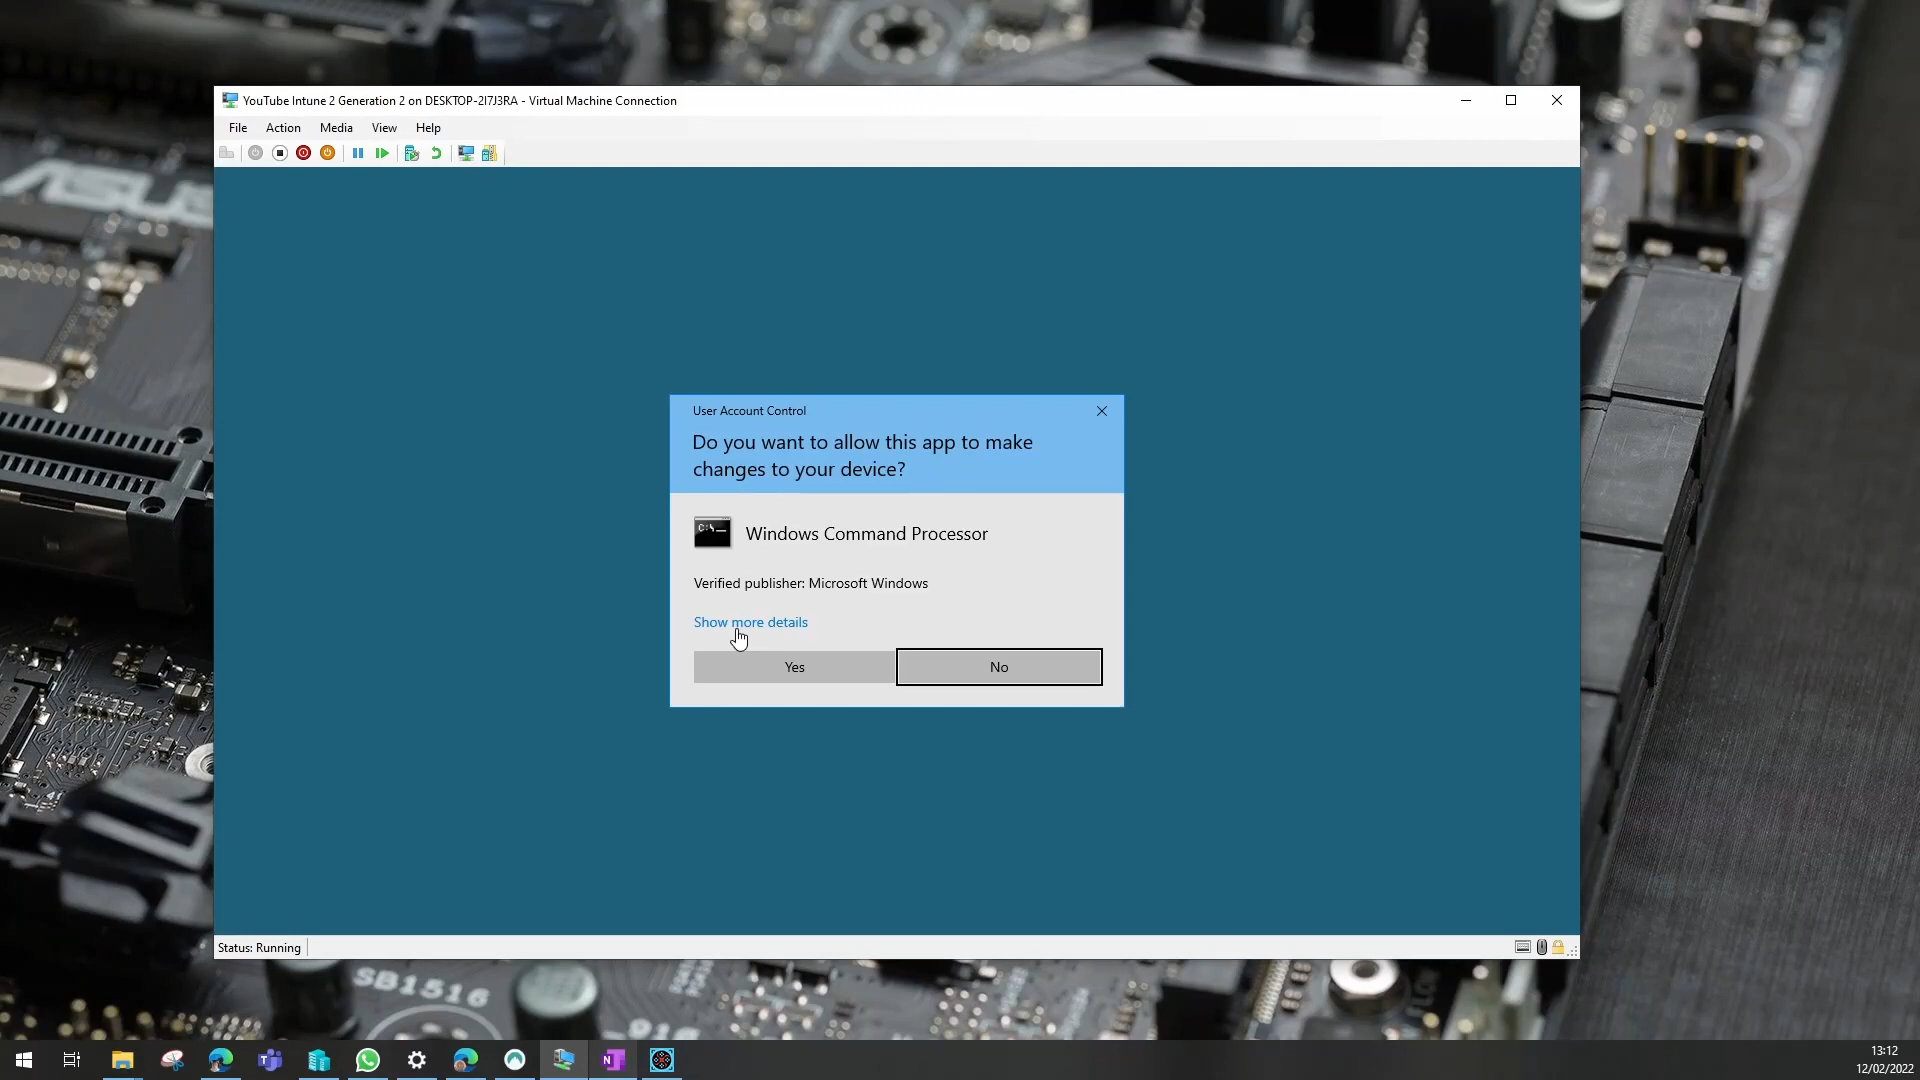 ASUS
YouTube Intune 2 Generation 2 on DESKTOP-2I7J3RA - Virtual Machine Connection
File Action Media View Help
User Account Control
Do you want to allow this app to make
changes to your device?
C:\_
Windows Command Processor
Verified publisher: Microsoft Windows
Show more details
Yes
No
Status: Running
SB1516
13:12
12/02/2022